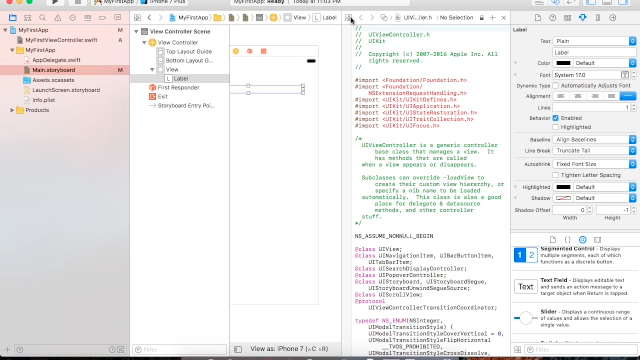 MyFirstApp
iPhone 7 Plus
MyFirstApp: Ready
Today at 11:03 PM
MyFirstApp
MyFirstViewController.swift
M
MyFirstApp
AppDelegate.swift
Main.storyboard
M
Assets.xcassets
LaunchScreen.storyboard
Info.plist
Products
Filter
MyFirstApp
View
Label
View Controller Scene
View Controller
Top Layout Guide
Bottom Layout G...
View
Label
First Responder
Exit
Storyboard Entry Poi...
Filter
View as: iPhone 7 (wC hR)
No Selection
//
// UIViewController.h
// UIKit
//
// Copyright (c) 2007-2016 Apple Inc. All
rights reserved.
//
#import <Foundation/Foundation.h>
#import <Foundation/
NSExtensionRequestHandling.h>
#import <UIKit/UIKitDefines.h>
#import <UIKit/UIApplication.h>
#import <UIKit/UIStateRestoration.h>
#import <UIKit/UITraitCollection.h>
#import <UIKit/UIFocus.h>
/*
UIViewController is a generic controller
base class that manages a view. It
has methods that are called
when a view appears or disappears.
Subclasses can override -loadView to
create their custom view hierarchy, or
specify a nib name to be loaded
automatically. This class is also a good
place for delegate & datasource
methods, and other controller
stuff.
*/
NS_ASSUME_NONNULL_BEGIN
@class UIView;
@class UINavigationItem, UIBarButtonItem,
UITabBarItem;
@class UISearchDisplayController;
@class UIPopoverController;
@class UIStoryboard, UIStoryboardSegue,
UIStoryboardUnwindSegueSource;
@class UIScrollView;
@protocol
UIViewControllerTransitionCoordinator;
typedef NS_ENUM(NSInteger,
UIModalTransitionStyle) {
UIModalTransitionStyleCoverVertical = 0,
UIModalTransitionStyleFlipHorizontal
__TVOS_PROHIBITED,
UIModalTransitionStyleCrossDissolve,
Label
Text Plain
Label
Color Default
Font System 17.0
Dynamic Type Automatically Adjusts Font
Alignment
Lines 1
Behavior Enabled
Highlighted
Baseline Align Baselines
Line Break Truncate Tail
Autoshrink Fixed Font Size
Tighten Letter Spacing
Highlighted Default
Shadow Default
Shadow Offset 0 -1
Width Height
1 2
Segmented Control - Displays
multiple segments, each of
which functions as a discrete button.
Text
Text Field - Displays editable text
and sends an action message to a
target object when Return is tapped.
Slider - Displays a continuous range
of values and allows the selection of
a single value.
Filter